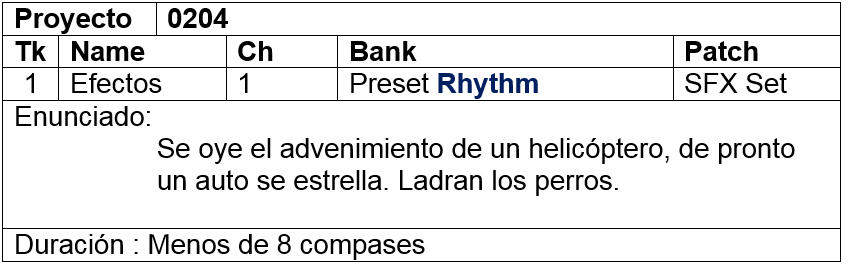 Proyecto 0204
Tk Name Ch Bank Patch
1 Efectos 1 Preset Rhythm SFX Set
Enunciado:
Se oye el advenimiento de un helicóptero, de pronto
un auto se estrella. Ladran los perros.
Duración : Menos de 8 compases